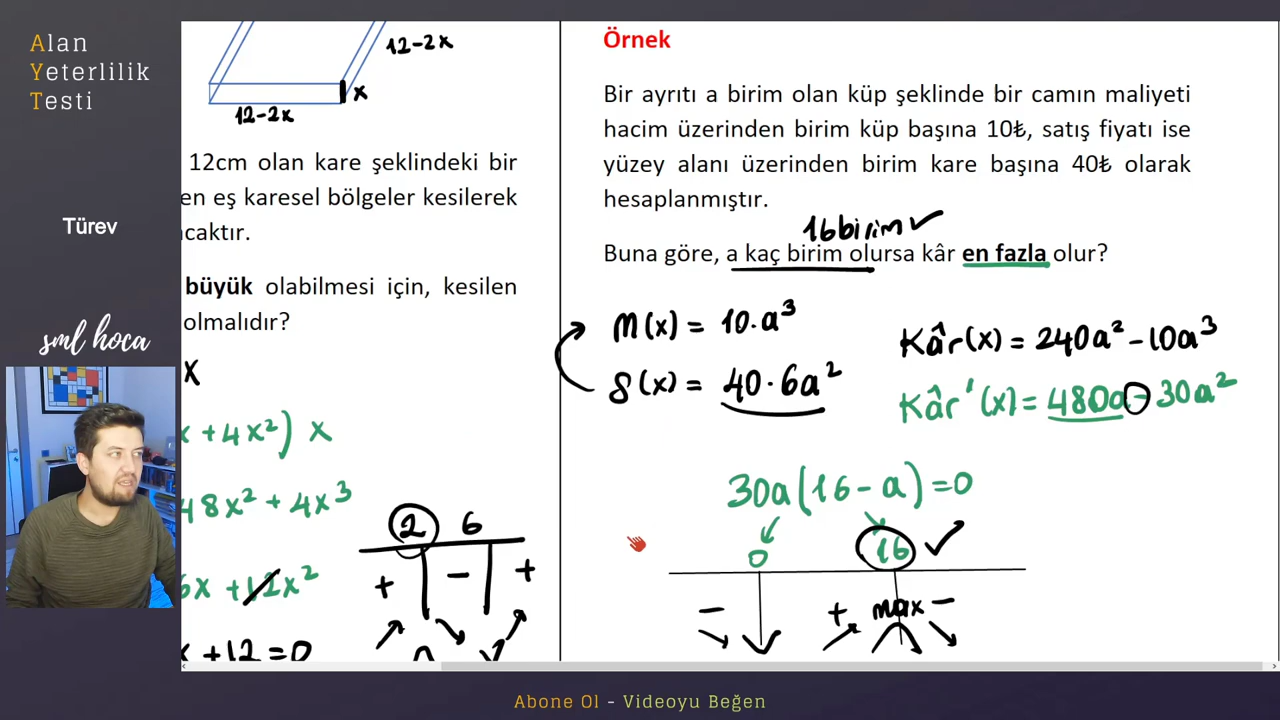 Alan
Yeterlilik
Testi
Türev
sml hoca
12-2x
x
12-2x
12cm olan kare şeklindeki bir
en eş karesel bölgeler kesilerek
acaktır.
büyük olabilmesi için, kesilen
olmalıdır?
x
x + 4x²) x
48x² + 4x³
6x + 12x²
x + 12 = 0
2 6
+ - +
Örnek
Bir ayrıtı a birim olan küp şeklinde bir camın maliyeti
hacim üzerinden birim küp başına 10₺, satış fiyatı ise
yüzey alanı üzerinden birim kare başına 40₺ olarak
hesaplanmıştır.
16birim
Buna göre, a kaç birim olursa kâr en fazla olur?
m(x) = 10.a³
S(x) = 40.6a²
Kâr(x) = 240a² - 10a³
Kâr'(x) = 480a - 30a²
30a(16-a) = 0
0 16
- + max -
Abone Ol - Videoyu Beğen